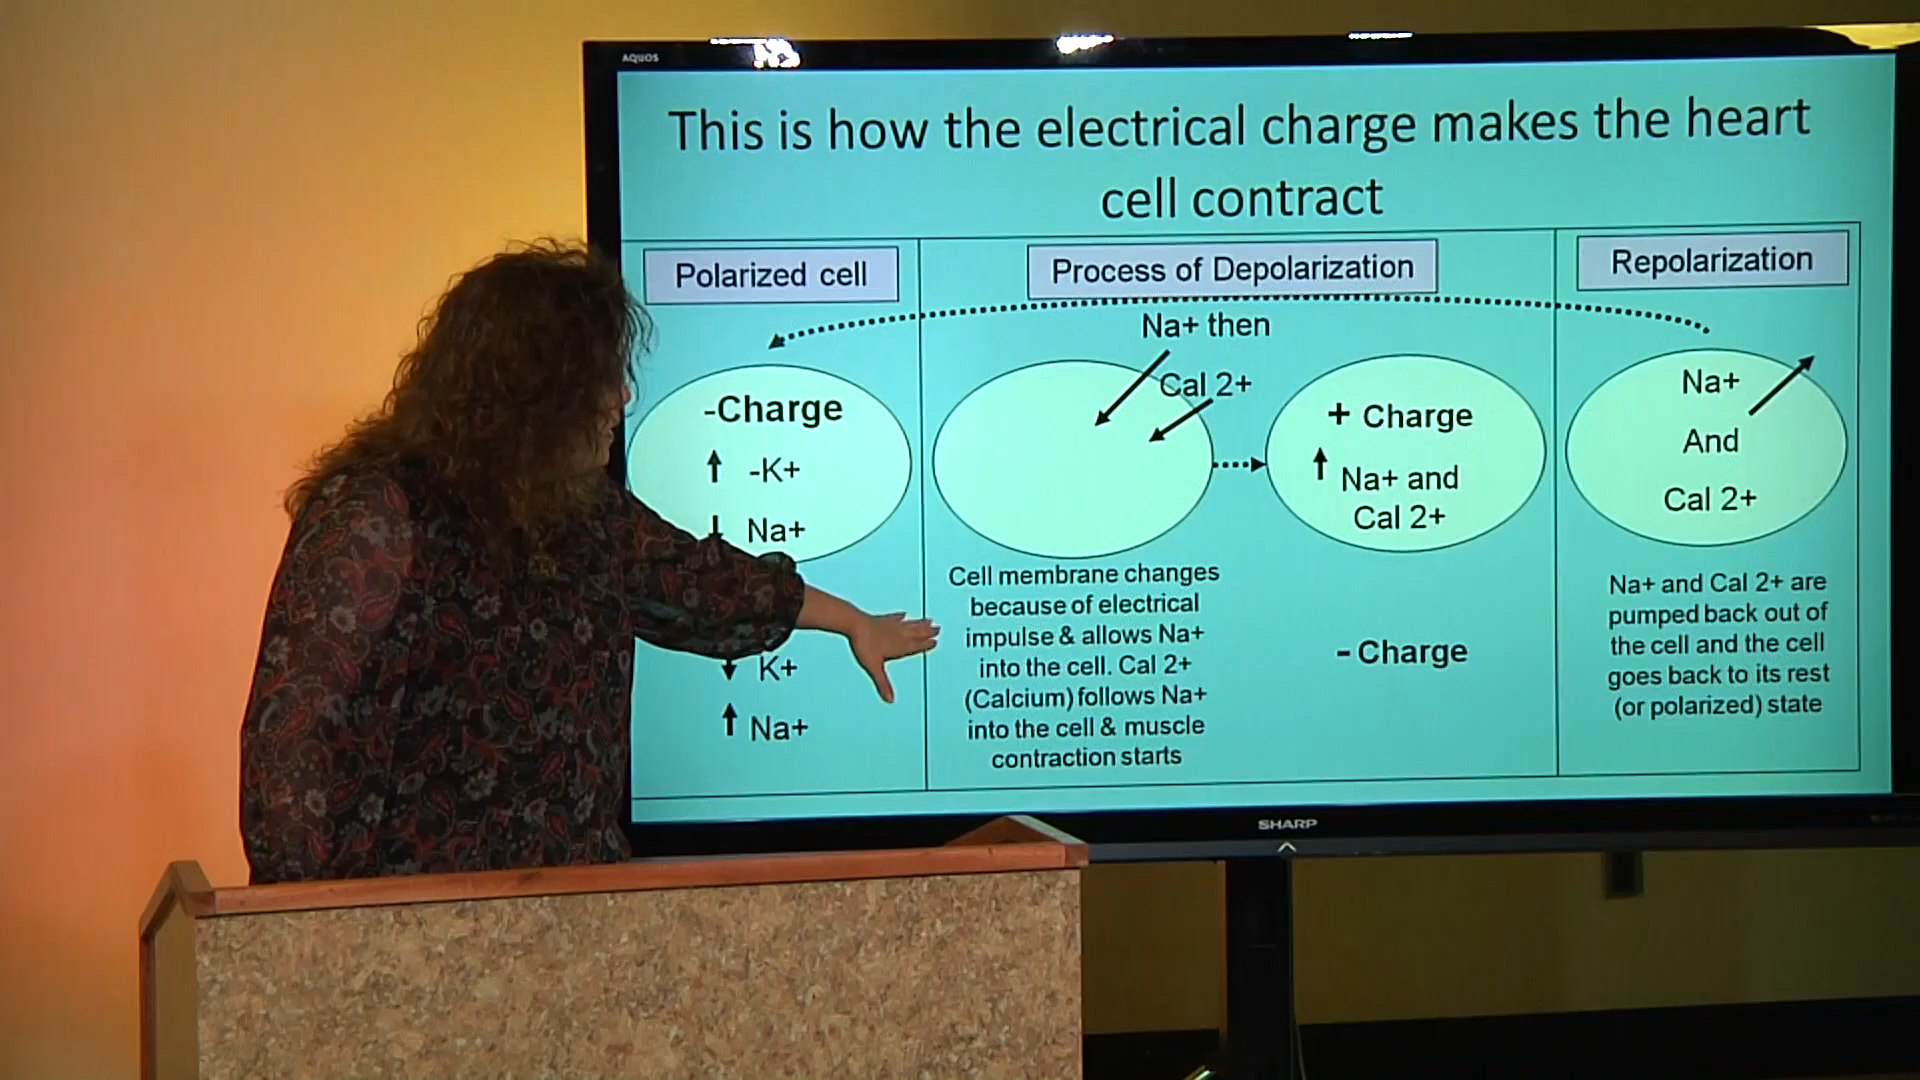 AQUOS
This is how the electrical charge makes the heart
cell contract
Polarized cell
Process of Depolarization
Repolarization
-Charge
-K+
Na+
K+
Na+
Na+ then
Cal 2+
Cell membrane changes
because of electrical
impulse & allows Na+
into the cell. Cal 2+
(Calcium) follows Na+
into the cell & muscle
contraction starts
+ Charge
Na+ and
Cal 2+
- Charge
Na+
And
Cal 2+
Na+ and Cal 2+ are
pumped back out of
the cell and the cell
goes back to its rest
(or polarized) state
SHARP